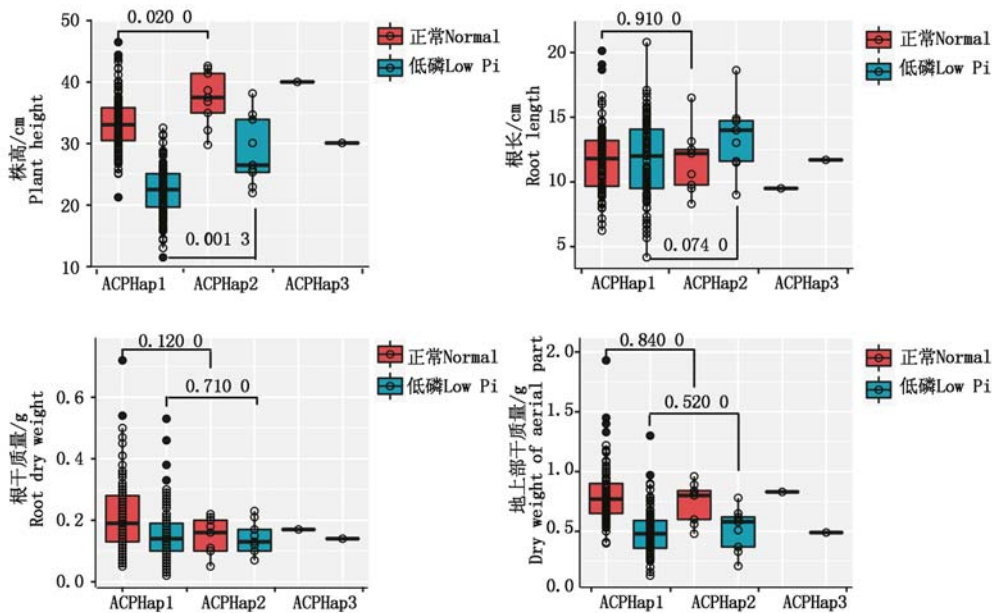 株高/cm
Plant height
50
40
30
20
10
0.020 0
0.001 3
ACPHap1 ACPHap2 ACPHap3
正常Normal
低磷Low Pi
根长/cm
Root length
20
15
10
5
0.910 0
0.074 0
ACPHap1 ACPHap2 ACPHap3
正常Normal
低磷Low Pi
根干质量/g
Root dry weight
0.6
0.4
0.2
0.0
0.120 0
0.710 0
ACPHap1 ACPHap2 ACPHap3
正常Normal
低磷Low Pi
地上部干质量/g
Dry weight of aerial part
2.0
1.5
1.0
0.5
0.0
0.840 0
0.520 0
ACPHap1 ACPHap2 ACPHap3
正常Normal
低磷Low Pi